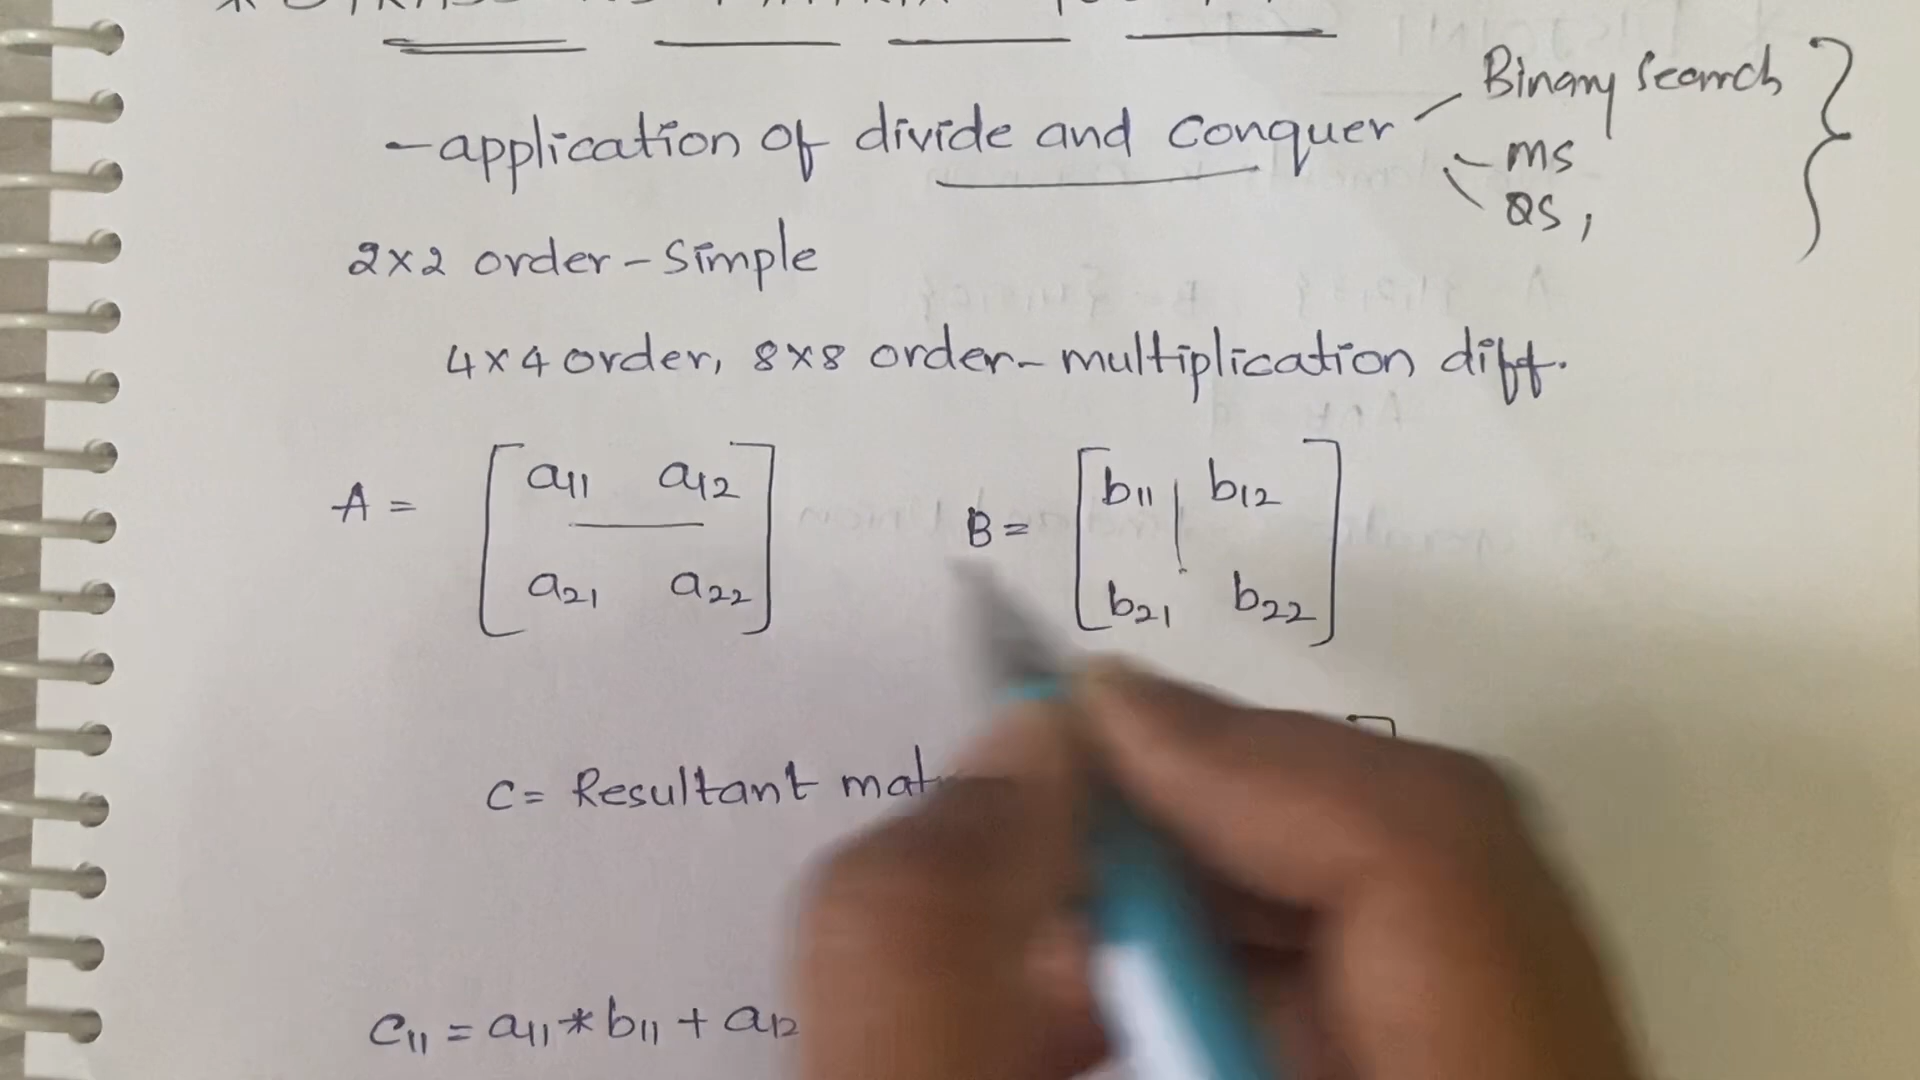 -application of divide and Conquer
Binary Search
- ms
QS,
2x2 order - Simple
4x4 order, 8x8 order - multiplication diff.
A = [ a11 a12
a21 a22 ]
B = [ b11 b12
b21 b22 ]
C = Resultant
C11 = a11 * b11 + a12